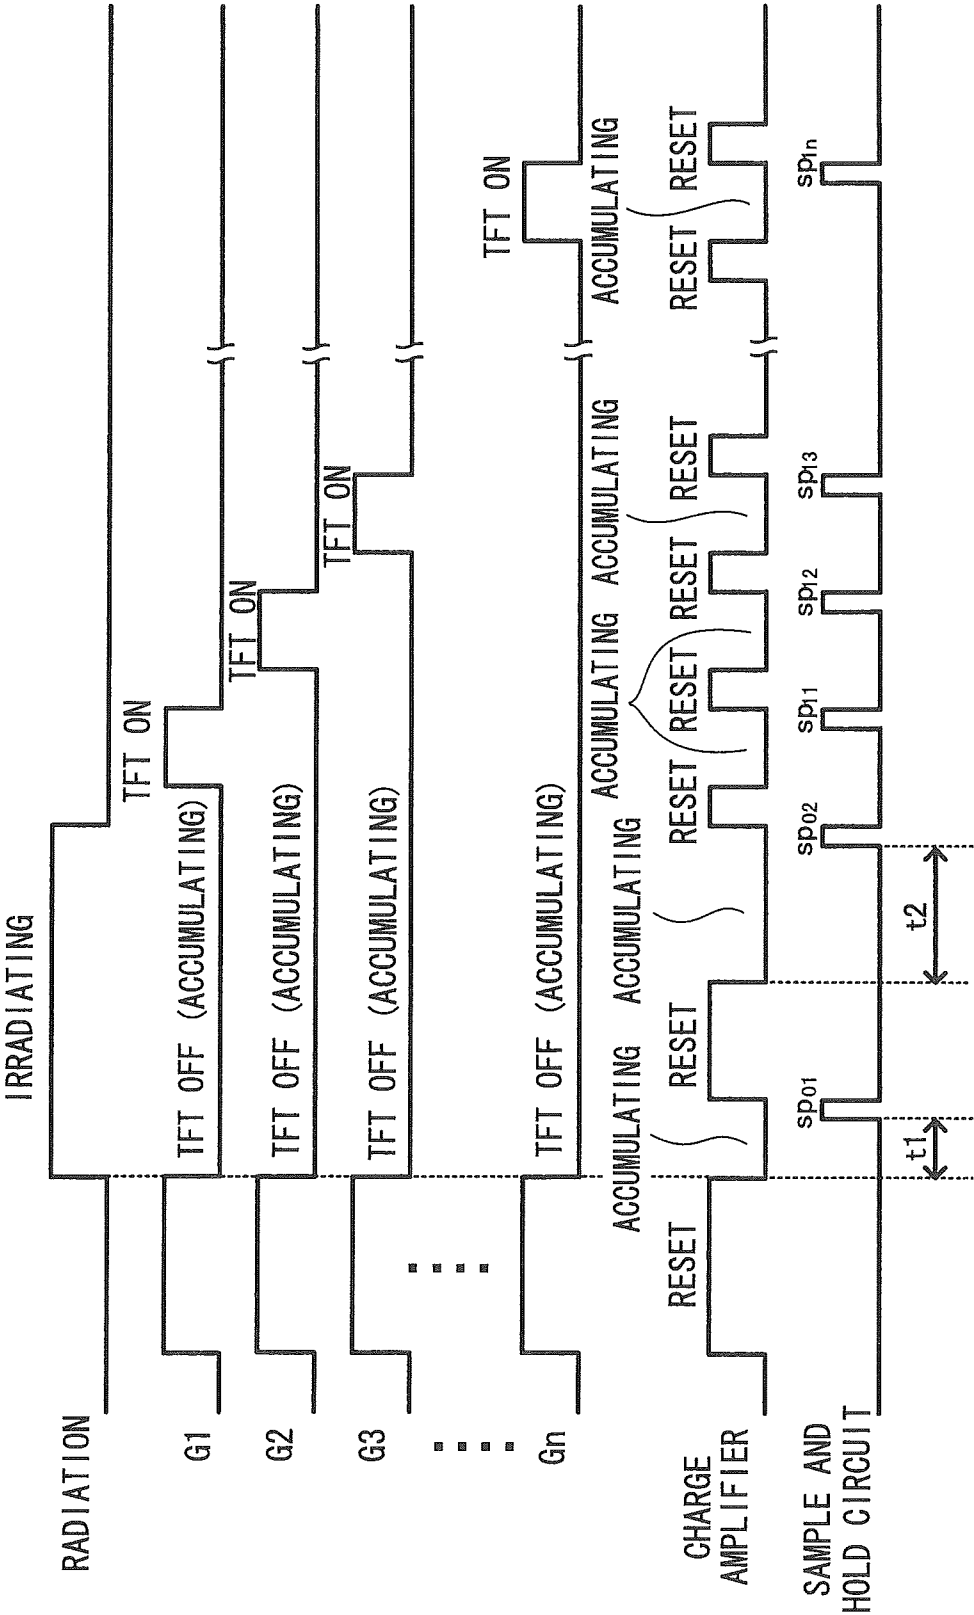 IRRADIATING
RADIATION
TFT ON
G1
TFT OFF (ACCUMULATING)
TFT ON
G2
TFT OFF (ACCUMULATING)
TFT ON
G3
TFT OFF (ACCUMULATING)
TFT ON
Gn
TFT OFF (ACCUMULATING)
ACCUMULATING
ACCUMULATING
ACCUMULATING
ACCUMULATING
ACCUMULATING
CHARGE
AMPLIFIER
RESET
RESET
RESET
RESET
RESET
RESET
RESET
RESET
SAMPLE AND
HOLD CIRCUIT
sp01
sp02
sp11
sp12
sp13
sp1n
t1
t2